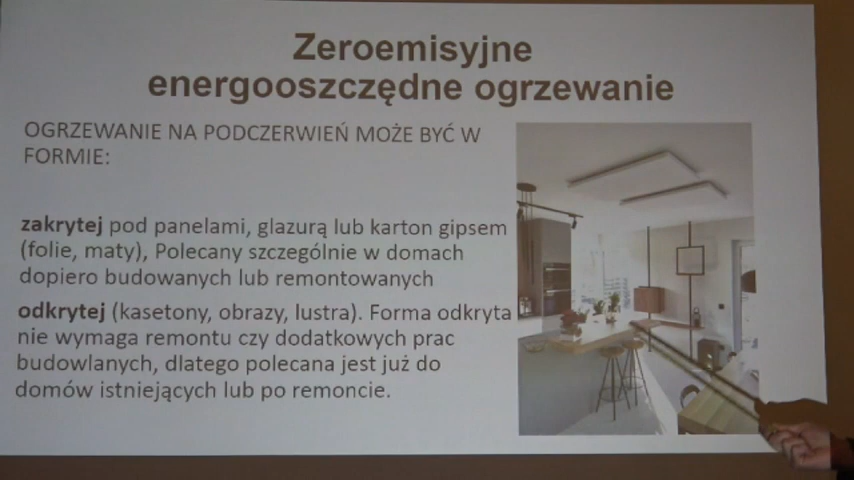 Zeroemisyjne
energooszczędne ogrzewanie
OGRZEWANIE NA PODCZERWIEŃ MOŻE BYĆ W
FORMIE:
zakrytej pod panelami, glazurą lub karton gipsem
(folie, maty), Polecany szczególnie w domach
dopiero budowanych lub remontowanych
odkrytej (kasetony, obrazy, lustra). Forma odkryta
nie wymaga remontu czy dodatkowych prac
budowlanych, dlatego polecana jest już do
domów istniejących lub po remoncie.